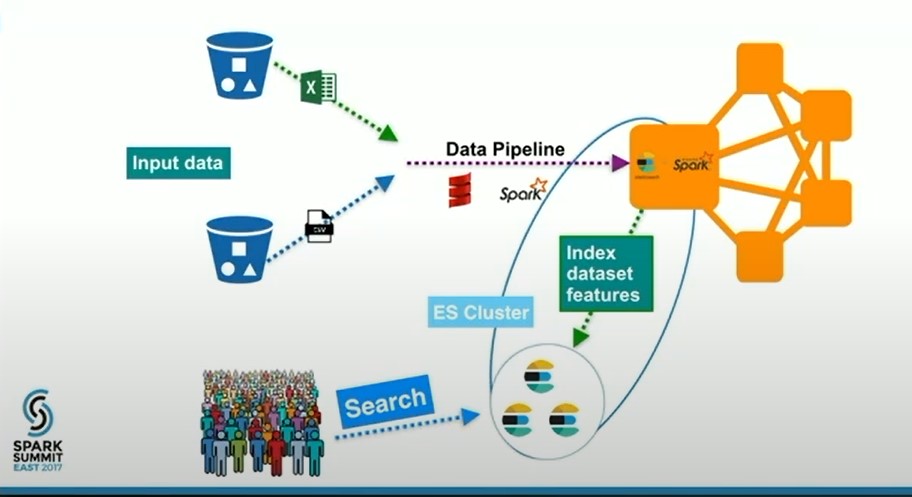 X
Input data
Data Pipeline
Spark
Spark
CSV
Index
dataset
features
ES Cluster
Search
SPARK
SUMMIT
EAST 2017